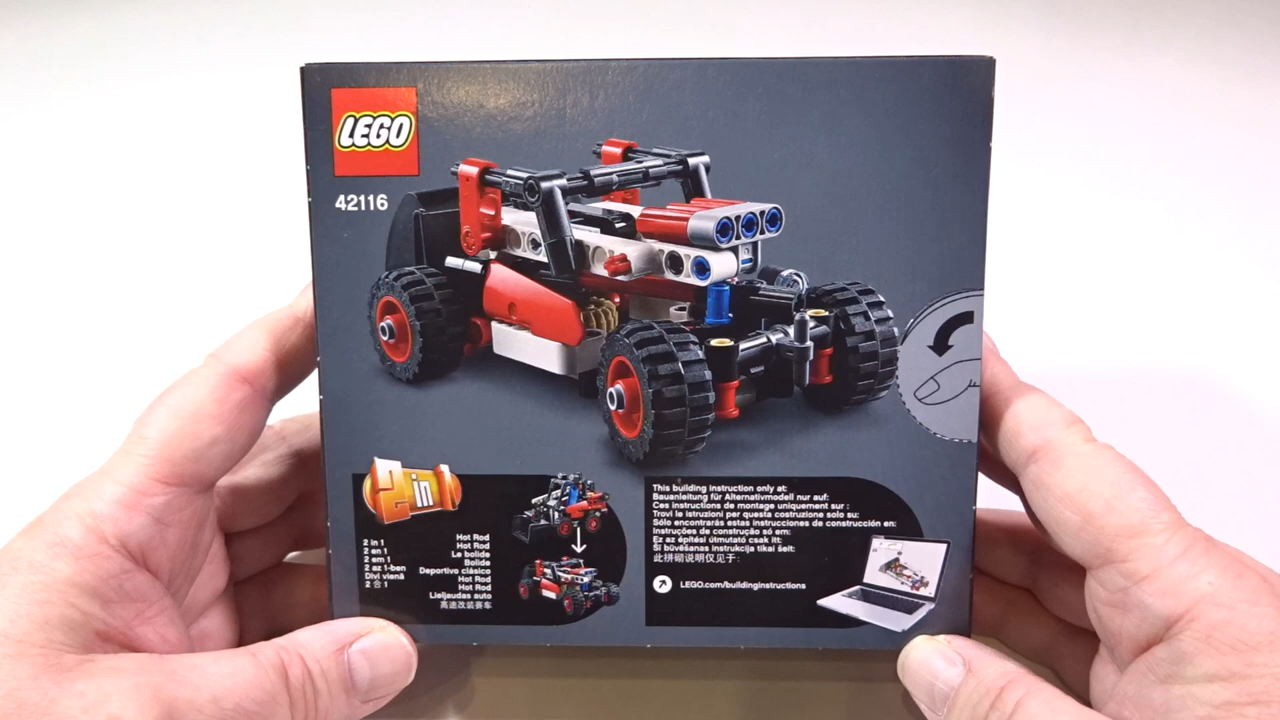 LEGO
42116
2 in 1
2 in 1
2 en 1
2 em 1
2 az 1-ben
Divi vienā
2 合 1
Hot Rod
Hot Rod
Le bolide
Bolide
Deportivo clásico
Hot Rod
Hot Rod
Lieljaudas auto
高速改装赛车
This building instruction only at:
Bauanleitung für Alternativmodell nur auf:
Ces instructions de montage uniquement sur :
Trovi le istruzioni per questa costruzione solo su:
Sólo encontrarás estas instrucciones de construcción en:
Instruções de construção só em:
Ez az építési útmutató csak itt:
Šī būvēšanas instrukcija tikai šeit:
此拼砌说明仅见于:
LEGO.com/buildinginstructions